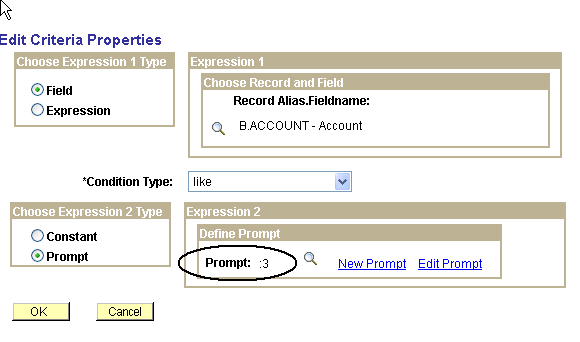 Edit Criteria Properties
Choose Expression 1 Type
Field
Expression
Expression 1
Choose Record and Field
Record Alias.Fieldname:
B.ACCOUNT - Account
*Condition Type: like
Choose Expression 2 Type
Constant
Prompt
Expression 2
Define Prompt
Prompt: :3 New Prompt Edit Prompt
OK Cancel